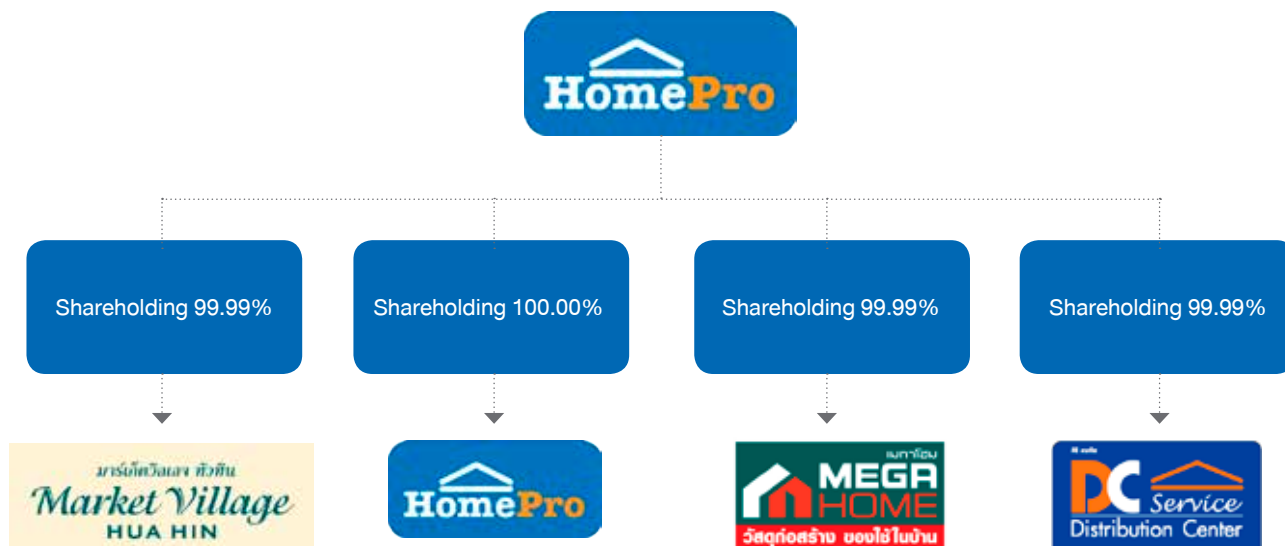 HomePro
Shareholding 99.99%
Shareholding 100.00%
Shareholding 99.99%
Shareholding 99.99%
มาร์เก็ตวิลเลจ หัวหิน
Market Village
HUA HIN
HomePro
เมกาโฮม
MEGA
HOME
วัสดุก่อสร้าง ของใช้ในบ้าน
DC Service
Distribution Center